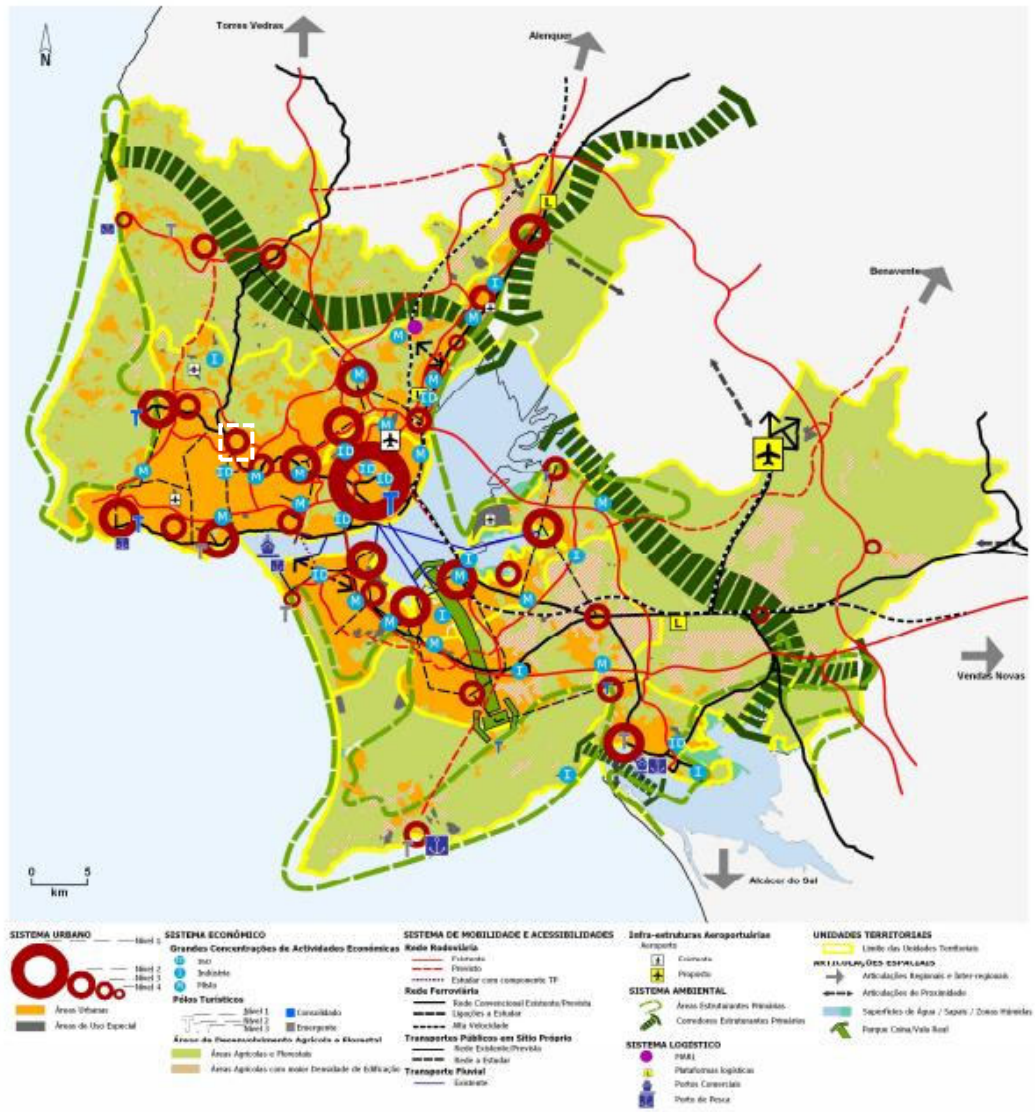 Torres Vedras
Alenquer
N
Benavente
Vendas Novas
Alcácer do Sal
0 5
km
SISTEMA URBANO
Nível 1
Nível 2
Nível 3
Nível 4
Áreas Urbanas
Áreas de Uso Especial
SISTEMA ECONÓMICO
Grandes Concentrações de Actividades Económicas
I&D
Indústria
Misto
Pólos Turísticos
Nível 1
Nível 2
Nível 3
Consolidado
Emergente
Áreas de Desenvolvimento Agrícola e Florestal
Áreas Agrícolas e Florestais
Áreas Agrícolas com maior Densidade de Edificação
SISTEMA DE MOBILIDADE E ACESSIBILIDADES
Rede Rodoviária
Existente
Previsto
Estudar com componente TP
Rede Ferroviária
Rede Convencional Existente/Prevista
Ligações a Estudar
Alta Velocidade
Transportes Públicos em Sítio Próprio
Rede Existente/Prevista
Rede a Estudar
Transporte Fluvial
Existente
Infra-estruturas Aeroportuárias
Aeroporto
Existente
Proposto
SISTEMA AMBIENTAL
Áreas Estruturantes Primárias
Corredores Estruturantes Primários
SISTEMA LOGÍSTICO
MARL
Plataformas logísticas
Portos Comerciais
Porto de Pesca
UNIDADES TERRITORIAIS
Limite das Unidades Territoriais
ARTICULAÇÕES ESPACIAIS
Articulações Regionais e Inter-regionais
Articulações de Proximidade
Superfícies de Água / Sapais / Zonas Húmidas
Parque Coina/Vala Real